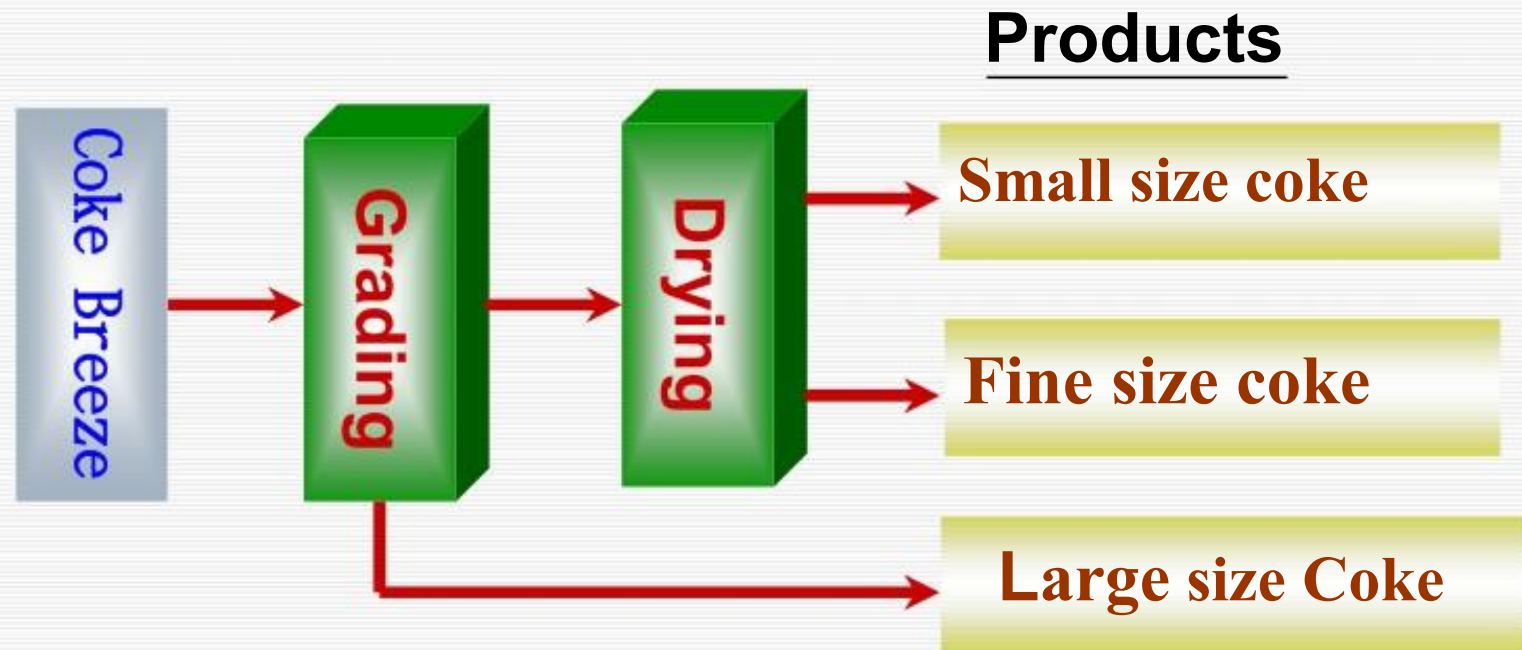 Products
Coke Breeze
Grading
Drying
Small size coke
Fine size coke
Large size Coke